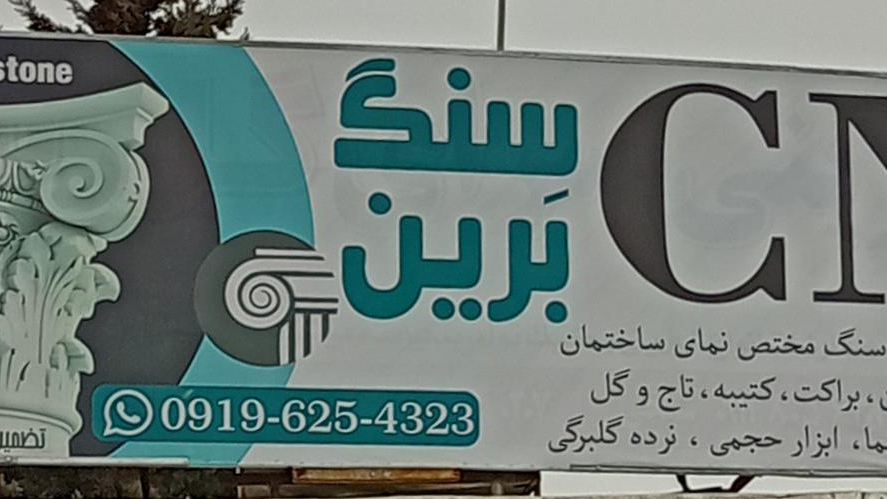 stone
سنگ
بَرین
CN
سنگ مختص نمای ساختمان
، براکت، کتیبه، تاج و گل
ابزار حجمی ، نرده گلبرگی
0919-625-4323